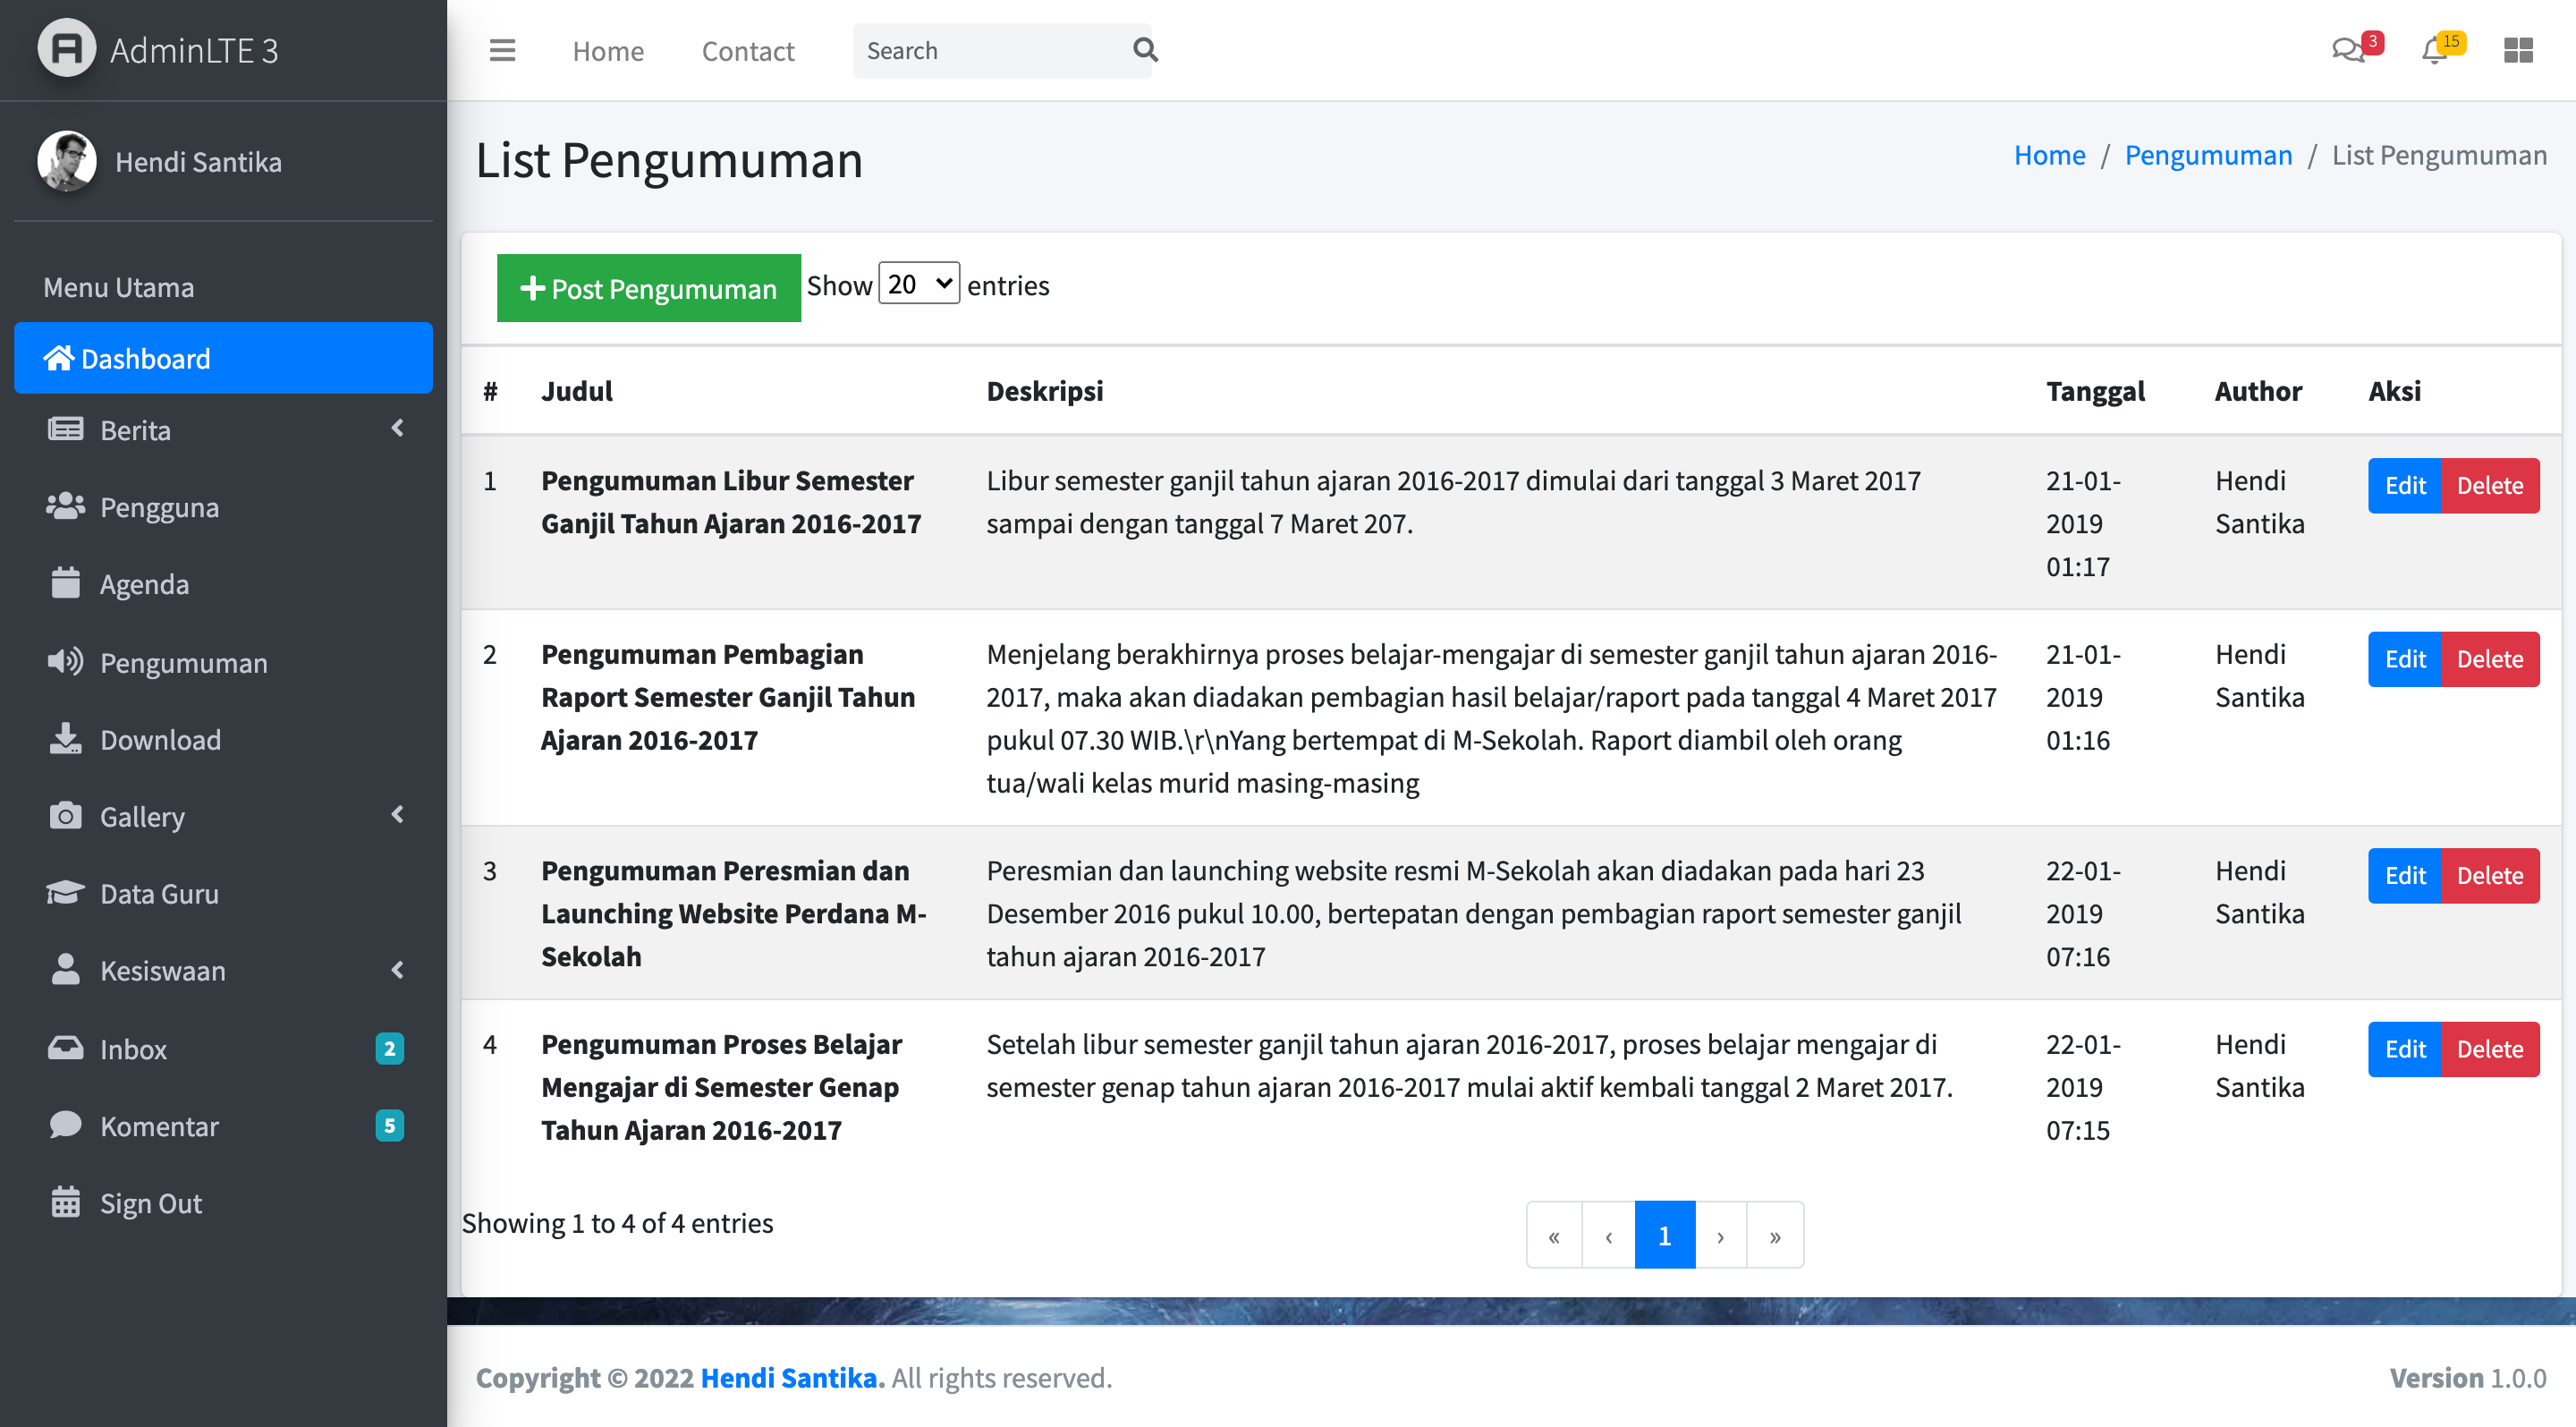 AdminLTE 3
Home
Contact
Search
3
15
Hendi Santika
Menu Utama
Dashboard
Berita
Pengguna
Agenda
Pengumuman
Download
Gallery
Data Guru
Kesiswaan
Inbox 2
Komentar 5
Sign Out
List Pengumuman
Home / Pengumuman / List Pengumuman
Post Pengumuman Show 20 entries
# Judul Deskripsi Tanggal Author Aksi
1
Pengumuman Libur Semester
Ganjil Tahun Ajaran 2016-2017
Libur semester ganjil tahun ajaran 2016-2017 dimulai dari tanggal 3 Maret 2017
sampai dengan tanggal 7 Maret 207.
21-01-
2019
01:17
Hendi
Santika
Edit Delete
2
Pengumuman Pembagian
Raport Semester Ganjil Tahun
Ajaran 2016-2017
Menjelang berakhirnya proses belajar-mengajar di semester ganjil tahun ajaran 2016-
2017, maka akan diadakan pembagian hasil belajar/raport pada tanggal 4 Maret 2017
pukul 07.30 WIB.\r\nYang bertempat di M-Sekolah. Raport diambil oleh orang
tua/wali kelas murid masing-masing
21-01-
2019
01:16
Hendi
Santika
Edit Delete
3
Pengumuman Peresmian dan
Launching Website Perdana M-
Sekolah
Peresmian dan launching website resmi M-Sekolah akan diadakan pada hari 23
Desember 2016 pukul 10.00, bertepatan dengan pembagian raport semester ganjil
tahun ajaran 2016-2017
22-01-
2019
07:16
Hendi
Santika
Edit Delete
4
Pengumuman Proses Belajar
Mengajar di Semester Genap
Tahun Ajaran 2016-2017
Setelah libur semester ganjil tahun ajaran 2016-2017, proses belajar mengajar di
semester genap tahun ajaran 2016-2017 mulai aktif kembali tanggal 2 Maret 2017.
22-01-
2019
07:15
Hendi
Santika
Edit Delete
Showing 1 to 4 of 4 entries
« ‹ 1 › »
Copyright © 2022 Hendi Santika. All rights reserved.
Version 1.0.0